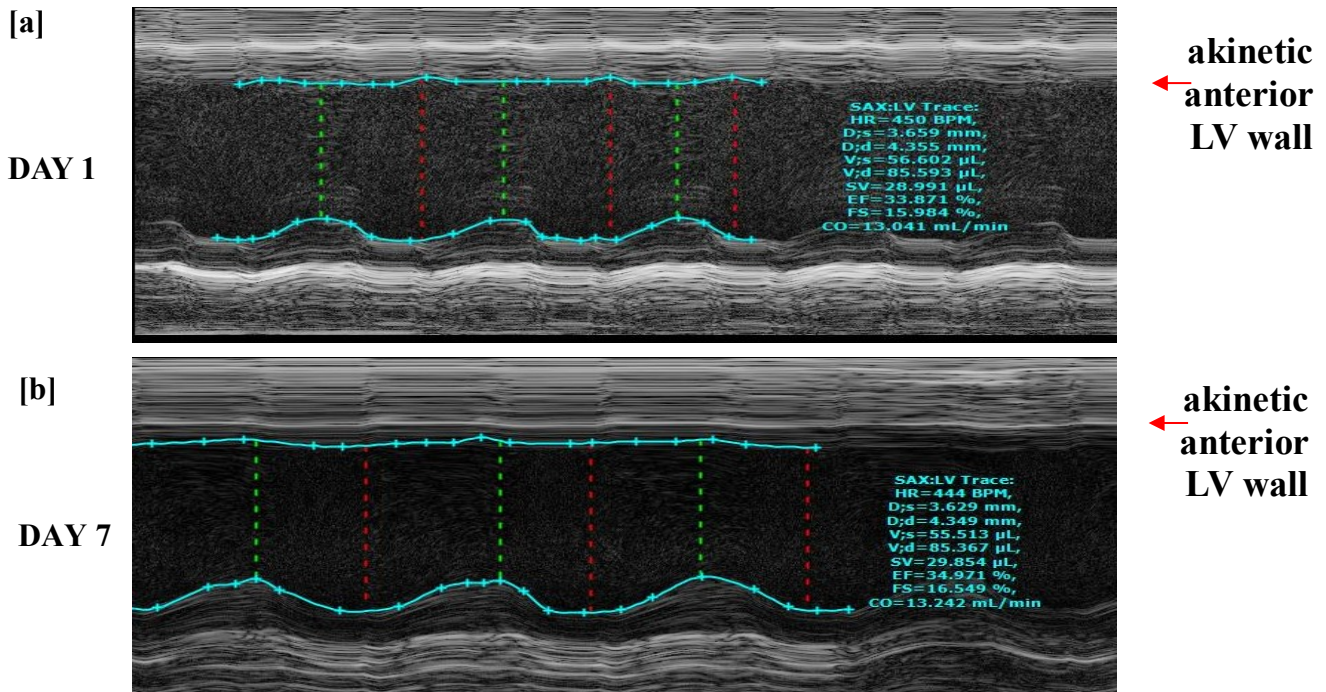 [a]
DAY 1
SAX:LV Trace:
HR=450 BPM,
D;s=3.659 mm,
D;d=4.355 mm,
V;s=56.602 µL,
V;d=85.593 µL,
SV=28.991 µL,
EF=33.871 %,
FS=15.984 %,
CO=13.041 mL/min
akinetic
anterior
LV wall
[b]
DAY 7
SAX:LV Trace:
HR=444 BPM,
D;s=3.629 mm,
D;d=4.349 mm,
V;s=55.513 µL,
V;d=85.367 µL,
SV=29.854 µL,
EF=34.971 %,
FS=16.549 %,
CO=13.242 mL/min
akinetic
anterior
LV wall